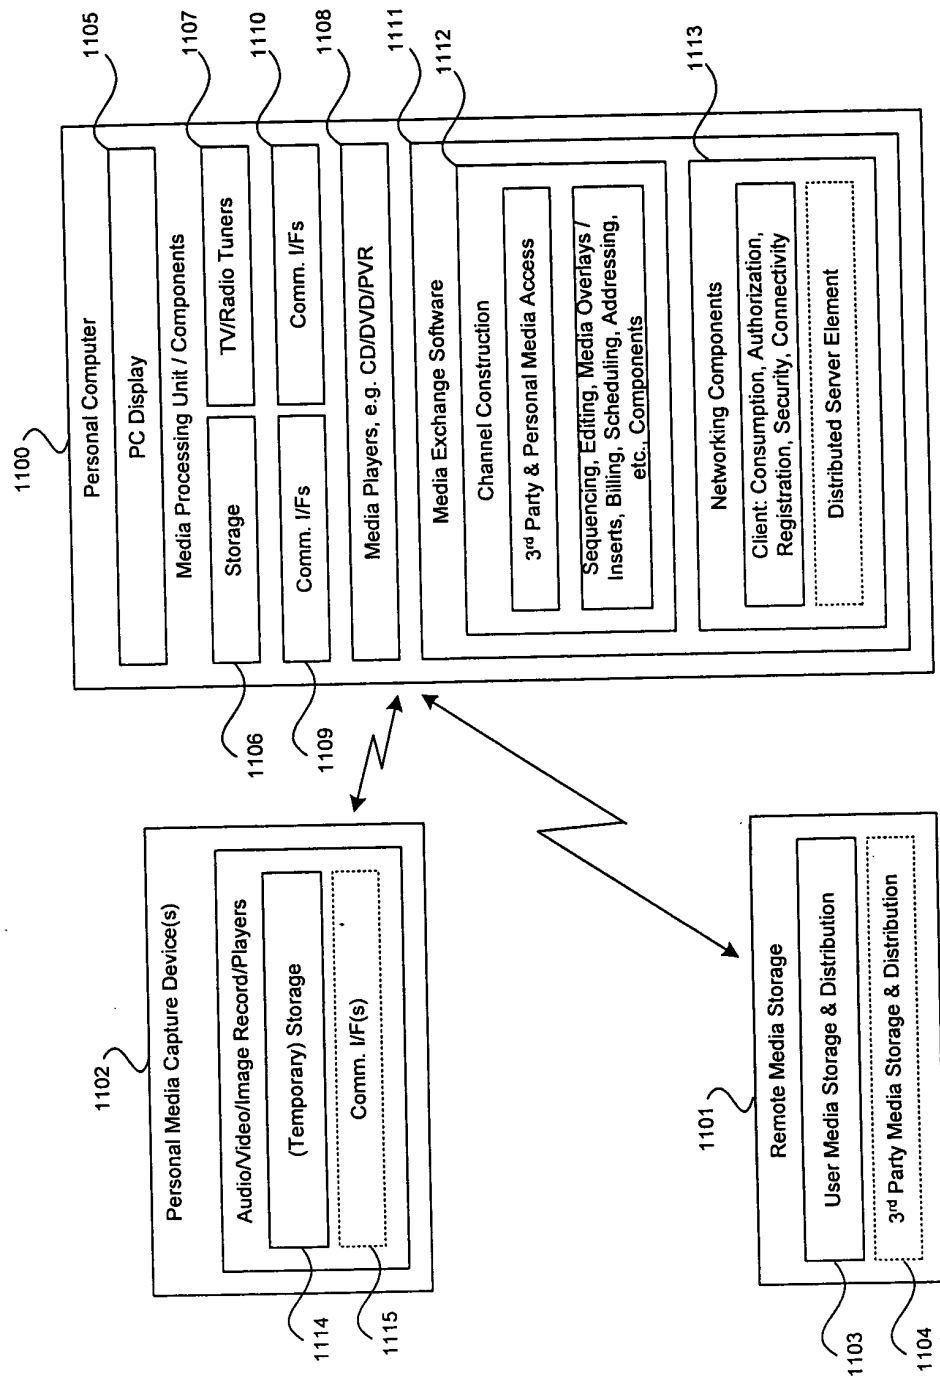 1100
Personal Computer
PC Display
1105
Media Processing Unit / Components
Storage
TV/Radio Tuners
1106
1107
Comm. I/Fs
Comm. I/Fs
1109
1110
Media Players, e.g. CD/DVD/PVR
1108
Media Exchange Software
1111
Channel Construction
1112
3rd Party & Personal Media Access
Sequencing, Editing, Media Overlays /
Inserts, Billing, Scheduling, Addressing,
etc., Components
Networking Components
1113
Client: Consumption, Authorization,
Registration, Security, Connectivity
Distributed Server Element
1102
Personal Media Capture Device(s)
Audio/Video/Image Record/Players
(Temporary) Storage
1114
Comm. I/F(s)
1115
1101
Remote Media Storage
User Media Storage & Distribution
1103
3rd Party Media Storage & Distribution
1104